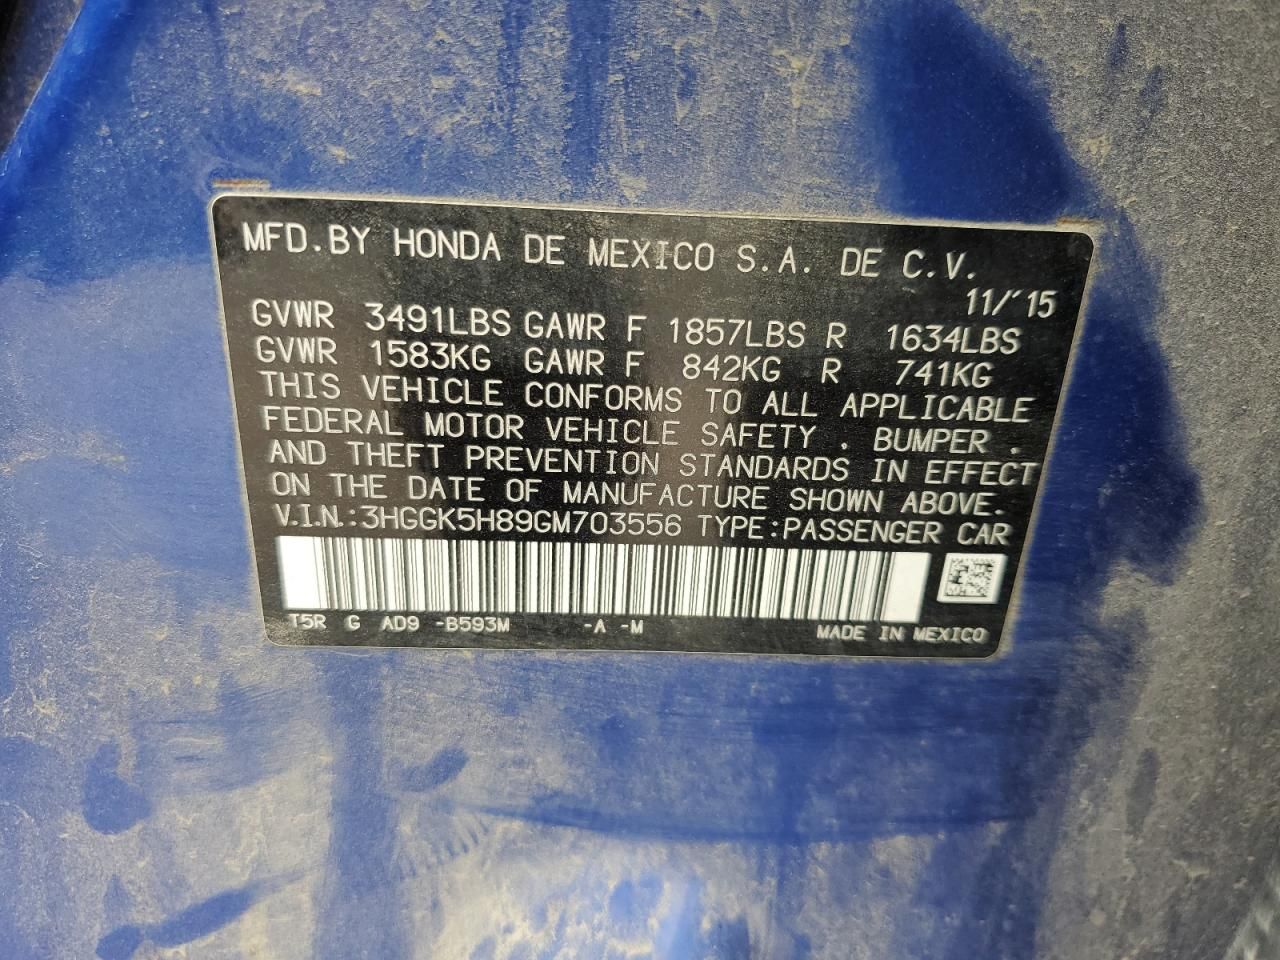 MFD.BY HONDA DE MEXICO S.A. DE C.V.
11/'15
GVWR 3491LBS GAWR F 1857LBS R 1634LBS
GVWR 1583KG GAWR F 842KG R 741KG
THIS VEHICLE CONFORMS TO ALL APPLICABLE
FEDERAL MOTOR VEHICLE SAFETY , BUMPER ,
AND THEFT PREVENTION STANDARDS IN EFFECT
ON THE DATE OF MANUFACTURE SHOWN ABOVE.
V.I.N.:3HGGK5H89GM703556 TYPE:PASSENGER CAR
T5R G AD9 -B593M -A -M
MADE IN MEXICO